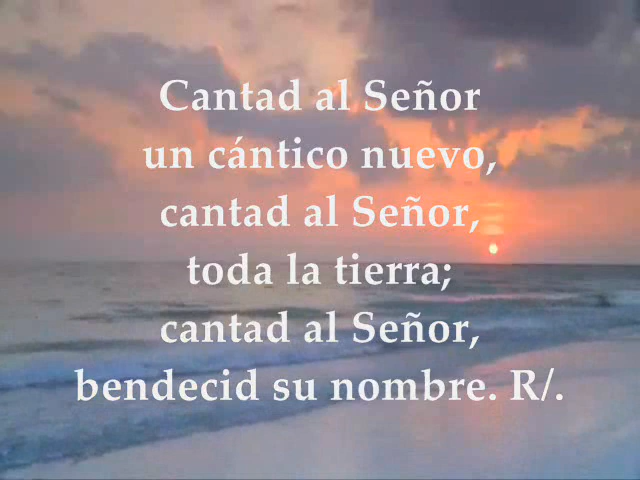 Cantad al Señor
un cántico nuevo,
cantad al Señor,
toda la tierra;
cantad al Señor,
bendecid su nombre. R/.